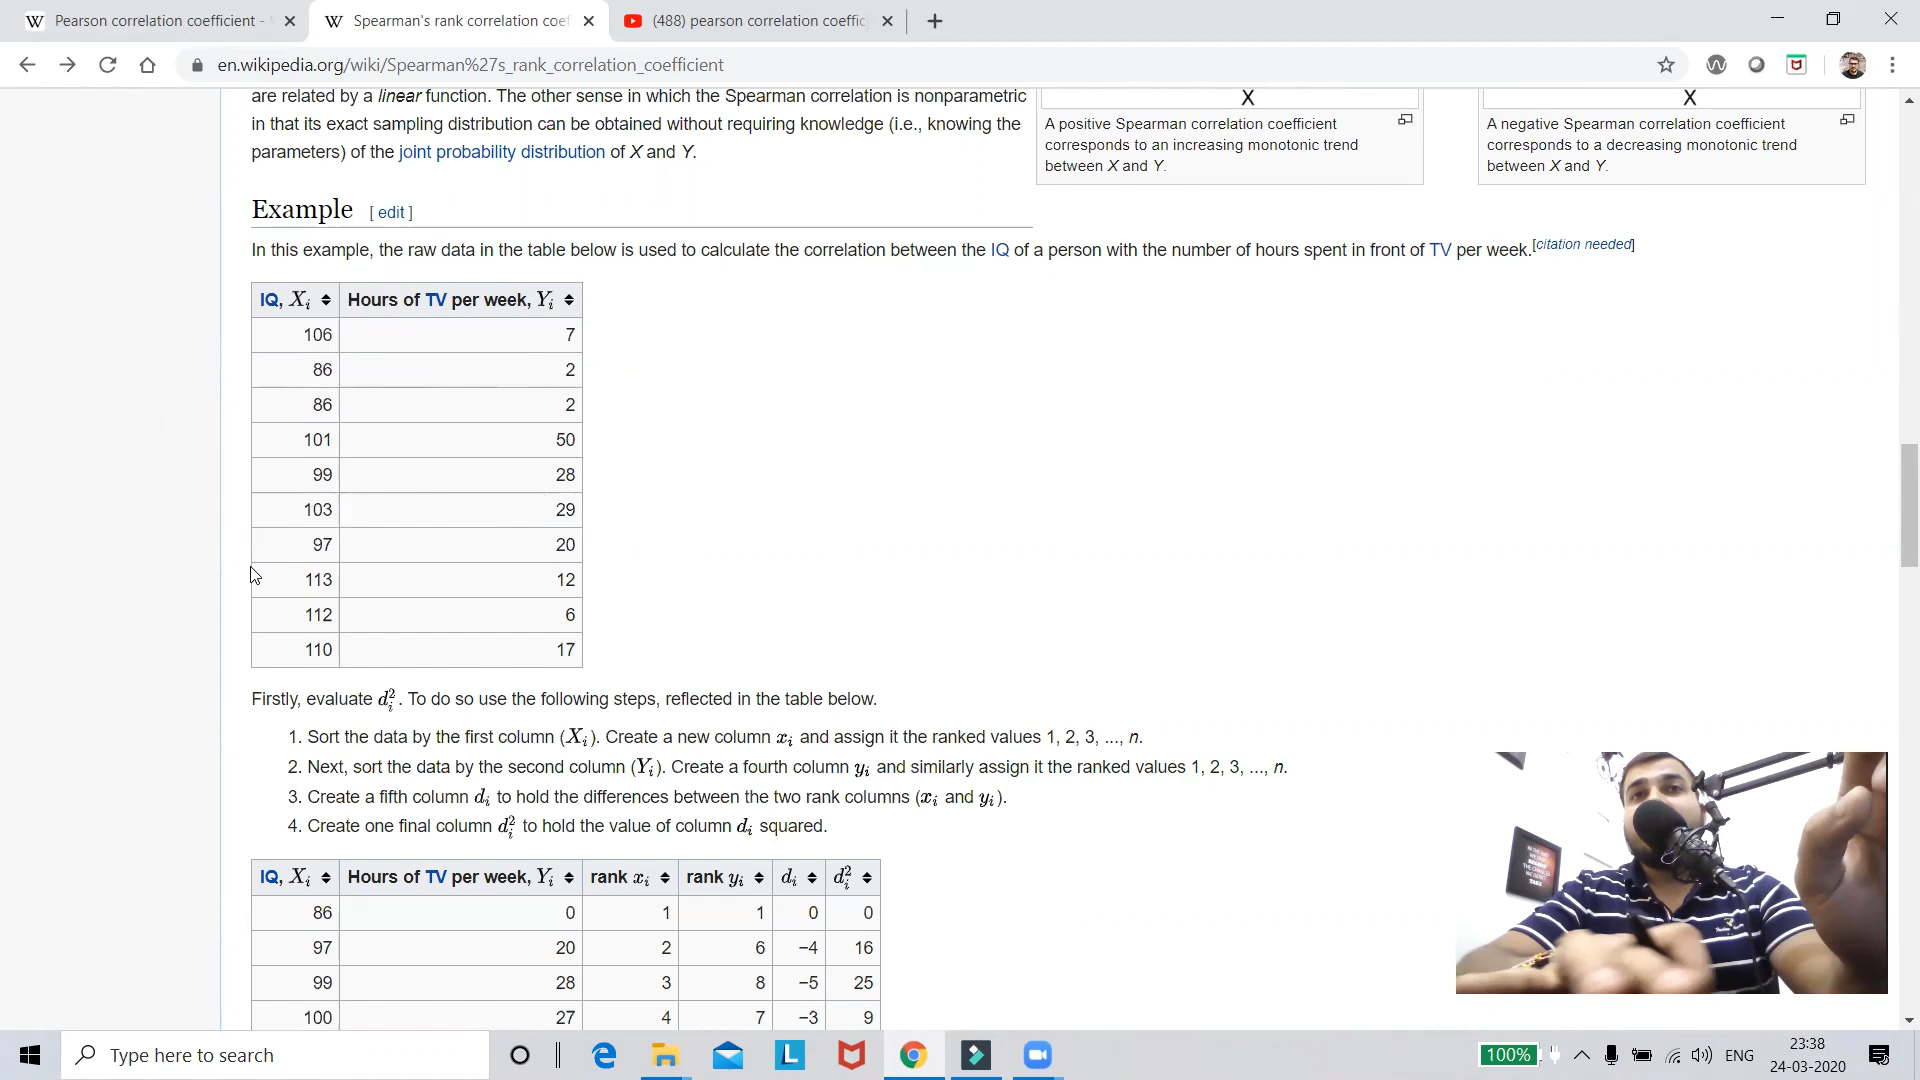 Pearson correlation coefficient -
Spearman's rank correlation coef
(488) pearson correlation coeffic
en.wikipedia.org/wiki/Spearman%27s_rank_correlation_coefficient
are related by a linear function. The other sense in which the Spearman correlation is nonparametric
in that its exact sampling distribution can be obtained without requiring knowledge (i.e., knowing the
parameters) of the joint probability distribution of X and Y.
X
A positive Spearman correlation coefficient
corresponds to an increasing monotonic trend
between X and Y.
X
A negative Spearman correlation coefficient
corresponds to a decreasing monotonic trend
between X and Y.
Example [ edit ]
In this example, the raw data in the table below is used to calculate the correlation between the IQ of a person with the number of hours spent in front of TV per week.[citation needed]
IQ, Xi Hours of TV per week, Yi
106 7
86 2
86 2
101 50
99 28
103 29
97 20
113 12
112 6
110 17
Firstly, evaluate di². To do so use the following steps, reflected in the table below.
1. Sort the data by the first column (Xi). Create a new column xi and assign it the ranked values 1, 2, 3, ..., n.
2. Next, sort the data by the second column (Yi). Create a fourth column yi and similarly assign it the ranked values 1, 2, 3, ..., n.
3. Create a fifth column di to hold the differences between the two rank columns (xi and yi).
4. Create one final column di² to hold the value of column di squared.
IQ, Xi Hours of TV per week, Yi rank xi rank yi di di²
86 0 1 1 0 0
97 20 2 6 −4 16
99 28 3 8 −5 25
100 27 4 7 −3 9
Type here to search
100%
ENG
23:38
24-03-2020